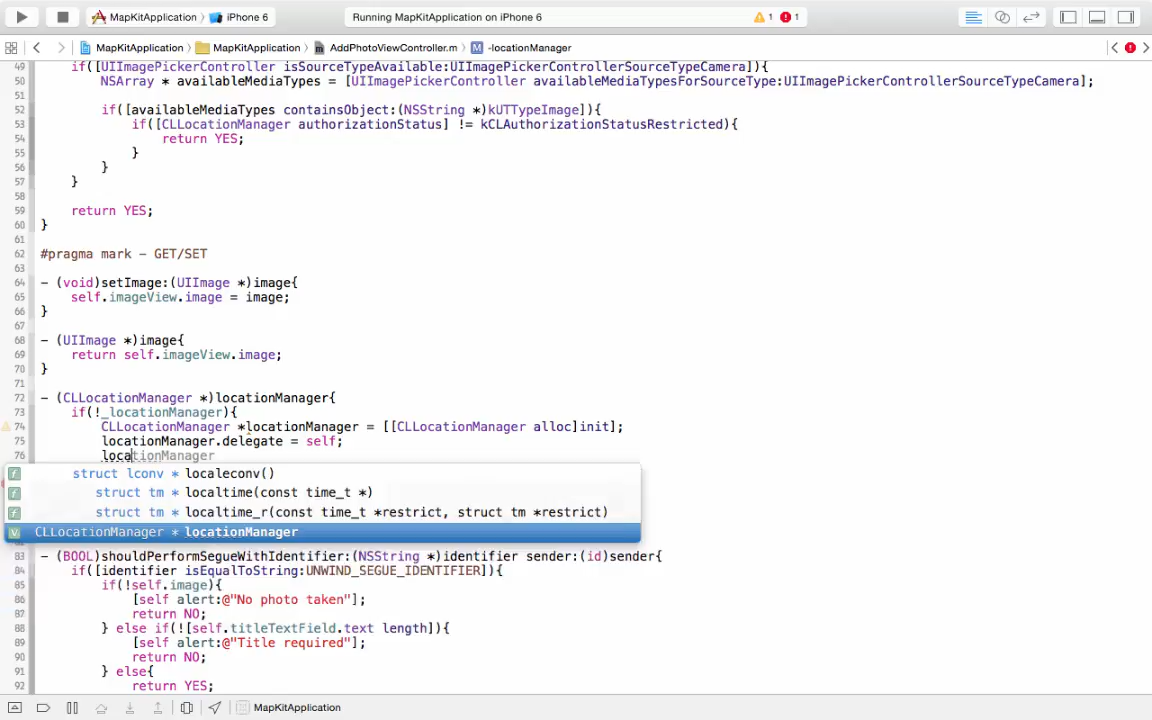 MapKitApplication iPhone 6 Running MapKitApplication on iPhone 6 1 1
MapKitApplication MapKitApplication AddPhotoViewController.m M -locationManager
49 if([UIImagePickerController isSourceTypeAvailable:UIImagePickerControllerSourceTypeCamera]){
50 NSArray * availableMediaTypes = [UIImagePickerController availableMediaTypesForSourceType:UIImagePickerControllerSourceTypeCamera];
51
52 if([availableMediaTypes containsObject:(NSString *)kUTTypeImage]){
53 if([CLLocationManager authorizationStatus] != kCLAuthorizationStatusRestricted){
54 return YES;
55 }
56 }
57 }
58
59 return YES;
60 }
61
62 #pragma mark - GET/SET
63
64 - (void)setImage:(UIImage *)image{
65 self.imageView.image = image;
66 }
67
68 - (UIImage *)image{
69 return self.imageView.image;
70 }
71
72 - (CLLocationManager *)locationManager{
73 if(!_locationManager){
74 CLLocationManager *locationManager = [[CLLocationManager alloc]init];
75 locationManager.delegate = self;
76 locationManager
f struct lconv * localeconv()
f struct tm * localtime(const time_t *)
f struct tm * localtime_r(const time_t *restrict, struct tm *restrict)
V CLLocationManager * locationManager
83 - (BOOL)shouldPerformSegueWithIdentifier:(NSString *)identifier sender:(id)sender{
84 if([identifier isEqualToString:UNWIND_SEGUE_IDENTIFIER]){
85 if(!self.image){
86 [self alert:@"No photo taken"];
87 return NO;
88 } else if(![self.titleTextField.text length]){
89 [self alert:@"Title required"];
90 return NO;
91 } else{
92 return YES;
MapKitApplication